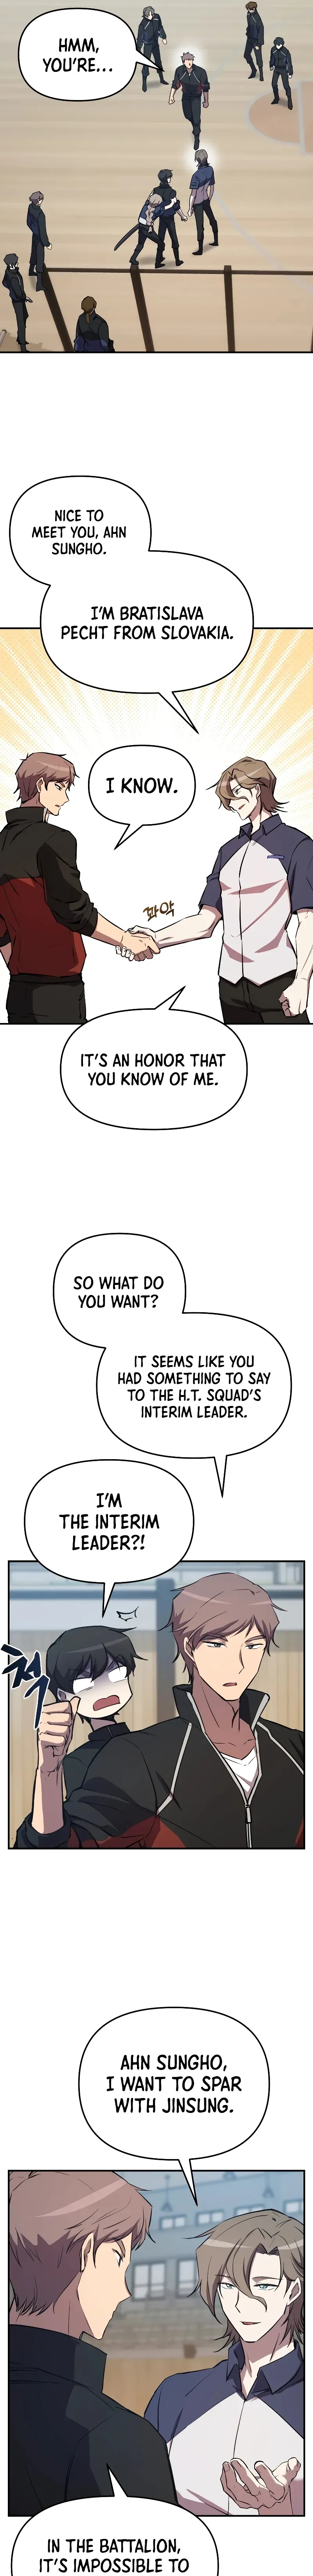 HMM,
YOU'RE...
NICE TO
MEET YOU, AHN
SUNGHO.
I'M BRATISLAVA
PECHT FROM SLOVAKIA.
I KNOW.
콰악
IT'S AN HONOR THAT
YOU KNOW OF ME.
SO WHAT DO
YOU WANT?
IT SEEMS LIKE YOU
HAD SOMETHING TO SAY
TO THE H.T. SQUAD'S
INTERIM LEADER.
I'M
THE INTERIM
LEADER?!
AHN SUNGHO,
I WANT TO SPAR
WITH JINSUNG.
IN THE BATTALION,
IT'S IMPOSSIBLE TO